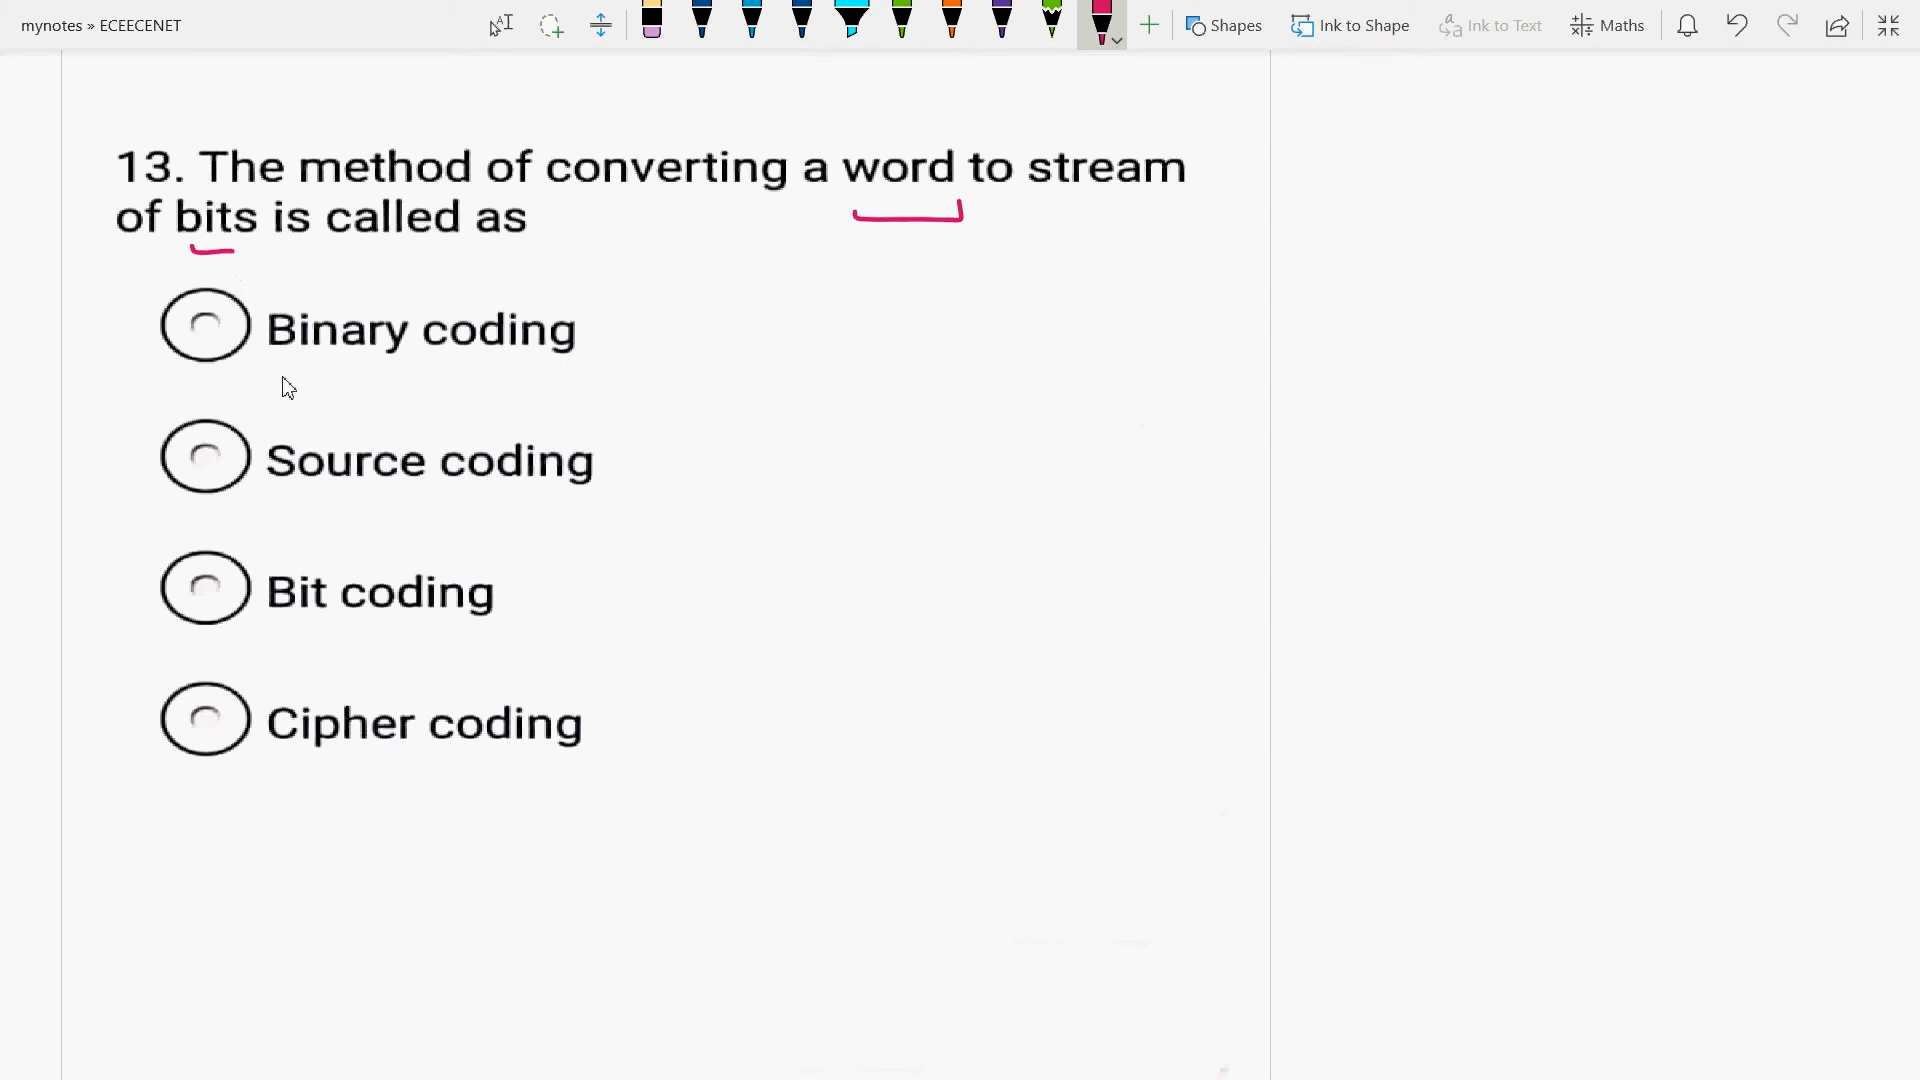 mynotes » ECEECENET
Shapes
Ink to Shape
Ink to Text
Maths
13. The method of converting a word to stream
of bits is called as
Binary coding
Source coding
Bit coding
Cipher coding